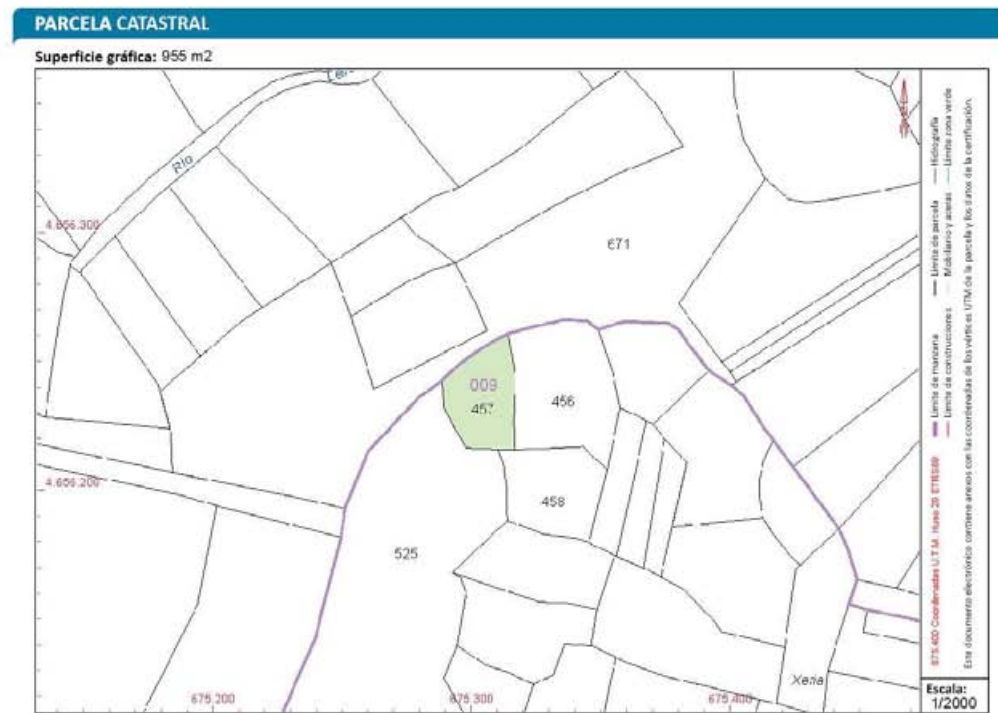 PARCELA CATASTRAL
Superficie gráfica: 955 m2
Río
4.656.300
671
009
457
456
4.656.200
458
525
Xeria
675.200
675.300
675.400
Límite de manzana
Límite de parcela
Hidrografía
Límite de construcciones
Mobiliario y aceras
Límite zona verde
675.400 Coordenadas U.T.M. Huso 29 ETRS89
Este documento electrónico contiene anexos con las coordenadas de los vértices UTM de la parcela y los datos de la certificación.
Escala:
1/2000